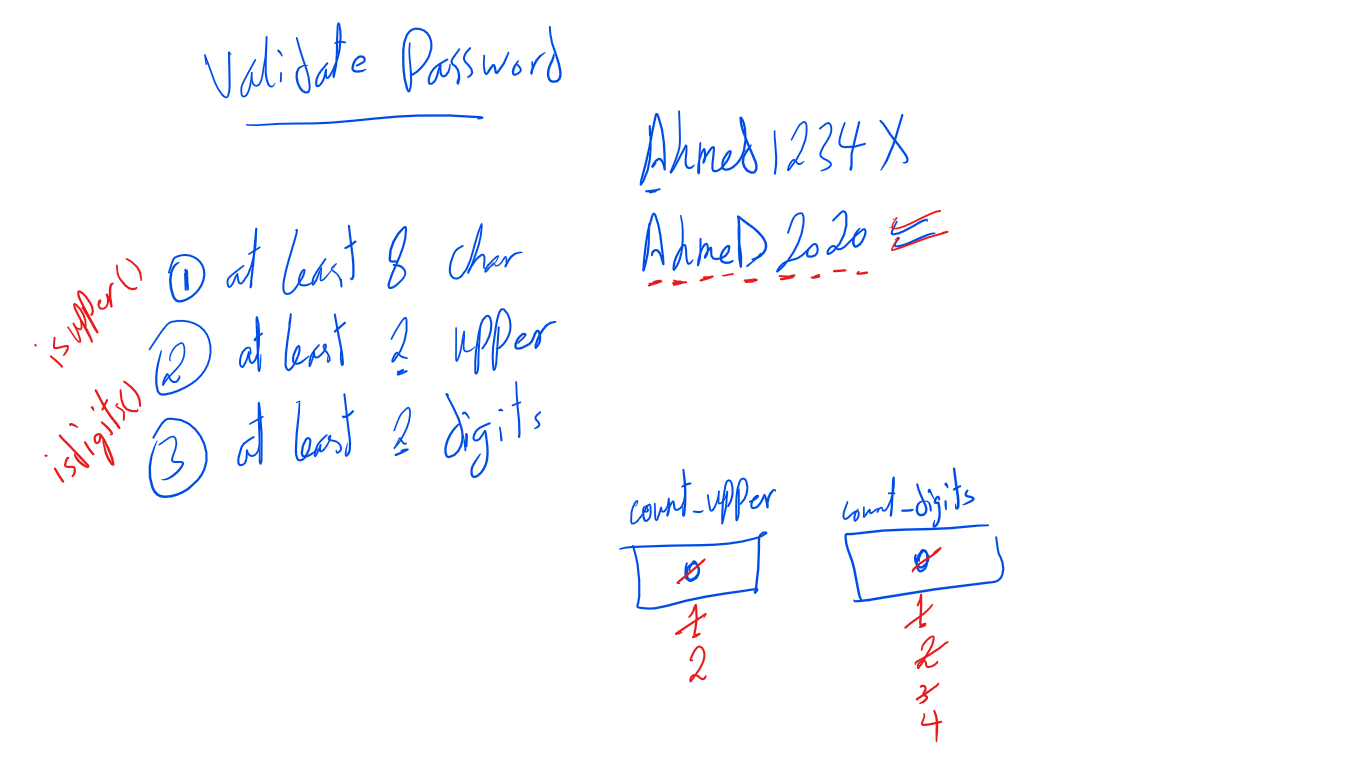 Validate Password
Ahmed1234 X
AhmeD2020
isupper()
① at least 8 char
② at least 2 upper
isdigits()
③ at least 2 digits
count_upper
0
1
2
count_digits
0
1
2
3
4